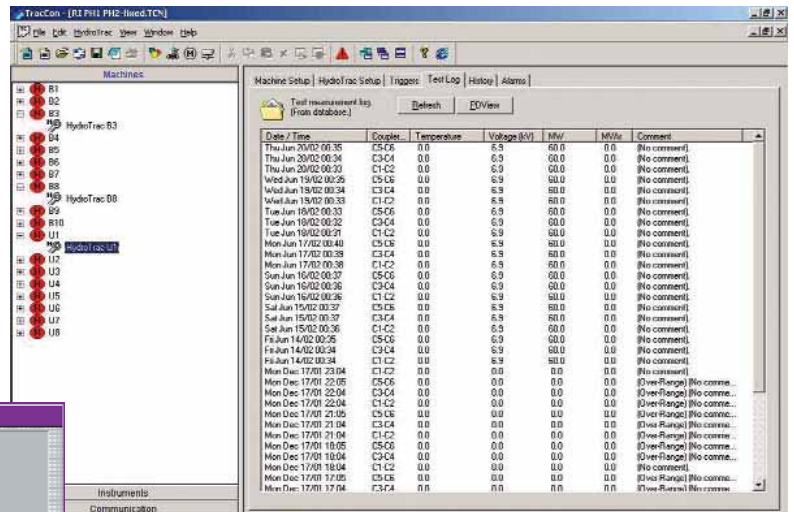 TracCon - [RI PH1 PH2-fixed.TCN]
File Edit HydroTrac View Window Help
Machines
B1
B2
B3
HydroTrac B3
B4
B5
B6
B7
B8
HydroTrac B8
B9
B10
U1
HydroTrac U1
U2
U3
U4
U5
U6
U7
U8
Instruments
Communication
Machine Setup HydroTrac Setup Triggers Test Log History Alarms
Test measurement log.
(From database.)
Refresh PDView
Date / Time Coupler... Temperature Voltage (kV) MW MVAr Comment
Thu Jun 20/02 00:35 C5-C6 0.0 6.9 60.0 0.0 (No comment).
Thu Jun 20/02 00:34 C3-C4 0.0 6.9 60.0 0.0 (No comment).
Thu Jun 20/02 00:33 C1-C2 0.0 6.9 60.0 0.0 (No comment).
Wed Jun 19/02 00:35 C5-C6 0.0 6.9 60.0 0.0 (No comment).
Wed Jun 19/02 00:34 C3-C4 0.0 6.9 60.0 0.0 (No comment).
Wed Jun 19/02 00:33 C1-C2 0.0 6.9 60.0 0.0 (No comment).
Tue Jun 18/02 00:33 C5-C6 0.0 6.9 60.0 0.0 (No comment).
Tue Jun 18/02 00:32 C3-C4 0.0 6.9 60.0 0.0 (No comment).
Tue Jun 18/02 00:31 C1-C2 0.0 6.9 60.0 0.0 (No comment).
Mon Jun 17/02 00:40 C5-C6 0.0 6.9 60.0 0.0 (No comment).
Mon Jun 17/02 00:39 C3-C4 0.0 6.9 60.0 0.0 (No comment).
Mon Jun 17/02 00:38 C1-C2 0.0 6.9 60.0 0.0 (No comment).
Sun Jun 16/02 00:37 C5-C6 0.0 6.9 60.0 0.0 (No comment).
Sun Jun 16/02 00:36 C3-C4 0.0 6.9 60.0 0.0 (No comment).
Sun Jun 16/02 00:36 C1-C2 0.0 6.9 60.0 0.0 (No comment).
Sat Jun 15/02 00:37 C5-C6 0.0 6.9 60.0 0.0 (No comment).
Sat Jun 15/02 00:37 C3-C4 0.0 6.9 60.0 0.0 (No comment).
Sat Jun 15/02 00:36 C1-C2 0.0 6.9 60.0 0.0 (No comment).
Fri Jun 14/02 00:35 C5-C6 0.0 6.9 60.0 0.0 (No comment).
Fri Jun 14/02 00:34 C3-C4 0.0 6.9 60.0 0.0 (No comment).
Fri Jun 14/02 00:34 C1-C2 0.0 6.9 60.0 0.0 (No comment).
Mon Dec 17/01 23:04 C1-C2 0.0 0.0 0.0 0.0 (No comment).
Mon Dec 17/01 22:05 C5-C6 0.0 0.0 0.0 0.0 (Over-Range) (No comme...
Mon Dec 17/01 22:04 C3-C4 0.0 0.0 0.0 0.0 (Over-Range) (No comme...
Mon Dec 17/01 22:04 C1-C2 0.0 0.0 0.0 0.0 (Over-Range) (No comme...
Mon Dec 17/01 21:05 C5-C6 0.0 0.0 0.0 0.0 (Over-Range) (No comme...
Mon Dec 17/01 21:04 C3-C4 0.0 0.0 0.0 0.0 (Over-Range) (No comme...
Mon Dec 17/01 21:04 C1-C2 0.0 0.0 0.0 0.0 (Over-Range) (No comme...
Mon Dec 17/01 18:05 C5-C6 0.0 0.0 0.0 0.0 (Over-Range) (No comme...
Mon Dec 17/01 18:04 C3-C4 0.0 0.0 0.0 0.0 (Over-Range) (No comme...
Mon Dec 17/01 18:04 C1-C2 0.0 0.0 0.0 0.0 (No comment).
Mon Dec 17/01 17:05 C5-C6 0.0 0.0 0.0 0.0 (Over-Range) (No comme...
Mon Dec 17/01 17:04 C3-C4 0.0 0.0 0.0 0.0 (Over-Range) (No comme...